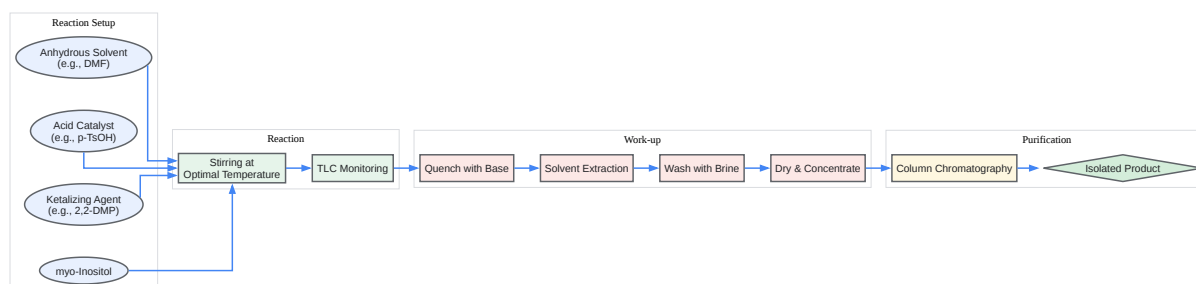 Reaction Setup
Anhydrous Solvent
(e.g., DMF)
Acid Catalyst
(e.g., p-TsOH)
Ketalizing Agent
(e.g., 2,2-DMP)
myo-Inositol
Reaction
Stirring at
Optimal Temperature
TLC Monitoring
Work-up
Quench with Base
Solvent Extraction
Wash with Brine
Dry & Concentrate
Purification
Column Chromatography
Isolated Product